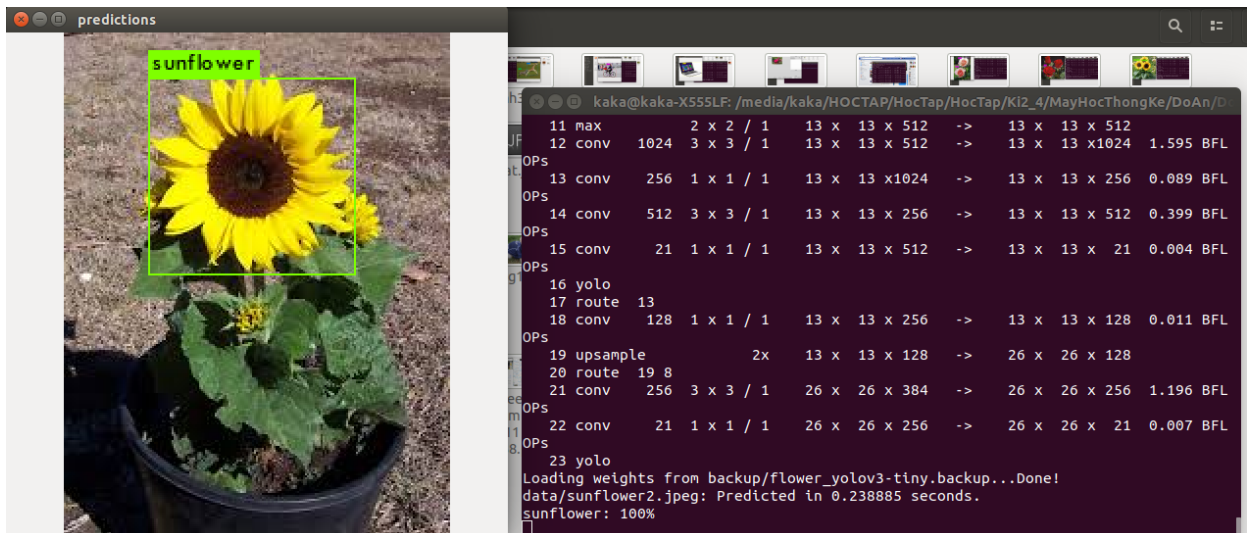 predictions
sunflower
kaka@kaka-X555LF: /media/kaka/HOCTAP/HocTap/HocTap/Ki2_4/MayHocThongKe/DoAn/D
11 max 2 x 2 / 1 13 x 13 x 512 -> 13 x 13 x 512
12 conv 1024 3 x 3 / 1 13 x 13 x 512 -> 13 x 13 x1024 1.595 BFL
OPs
13 conv 256 1 x 1 / 1 13 x 13 x1024 -> 13 x 13 x 256 0.089 BFL
OPs
14 conv 512 3 x 3 / 1 13 x 13 x 256 -> 13 x 13 x 512 0.399 BFL
OPs
15 conv 21 1 x 1 / 1 13 x 13 x 512 -> 13 x 13 x 21 0.004 BFL
OPs
16 yolo
17 route 13
18 conv 128 1 x 1 / 1 13 x 13 x 256 -> 13 x 13 x 128 0.011 BFL
OPs
19 upsample 2x 13 x 13 x 128 -> 26 x 26 x 128
20 route 19 8
21 conv 256 3 x 3 / 1 26 x 26 x 384 -> 26 x 26 x 256 1.196 BFL
OPs
22 conv 21 1 x 1 / 1 26 x 26 x 256 -> 26 x 26 x 21 0.007 BFL
OPs
23 yolo
Loading weights from backup/flower_yolov3-tiny.backup...Done!
data/sunflower2.jpeg: Predicted in 0.238885 seconds.
sunflower: 100%